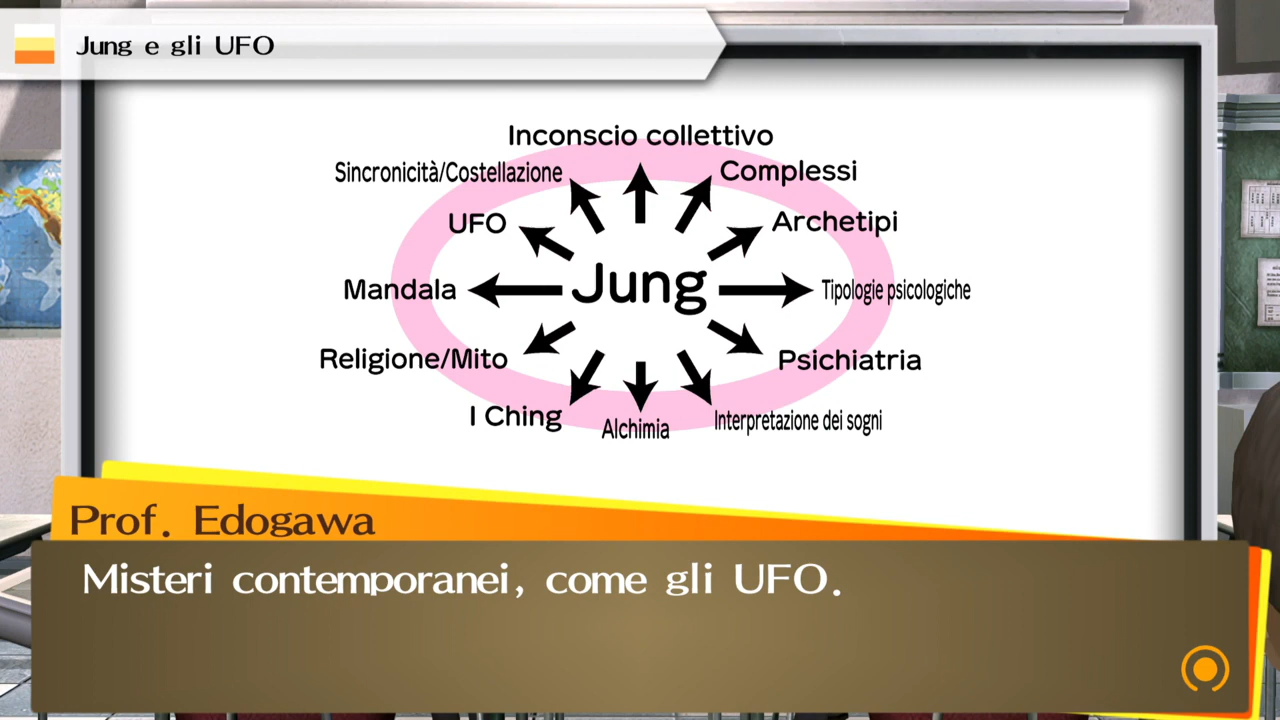 Jung e gli UFO
Inconscio collettivo
Sincronicità/Costellazione
Complessi
UFO
Archetipi
Jung
Mandala
Tipologie psicologiche
Religione/Mito
Psichiatria
I Ching
Alchimia
Interpretazione dei sogni
Prof. Edogawa
Misteri contemporanei, come gli UFO.